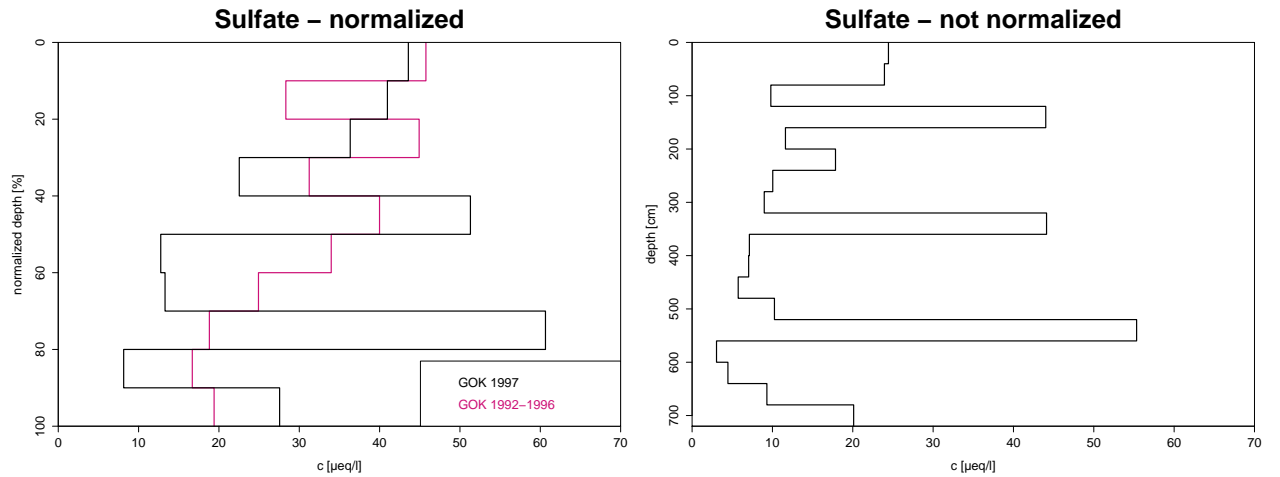 Sulfate – normalized
0
20
40
60
80
100
normalized depth [%]
0 10 20 30 40 50 60 70
c [µeq/l]
GOK 1997
GOK 1992–1996
Sulfate – not normalized
0
100
200
300
400
500
600
700
depth [cm]
0 10 20 30 40 50 60 70
c [µeq/l]